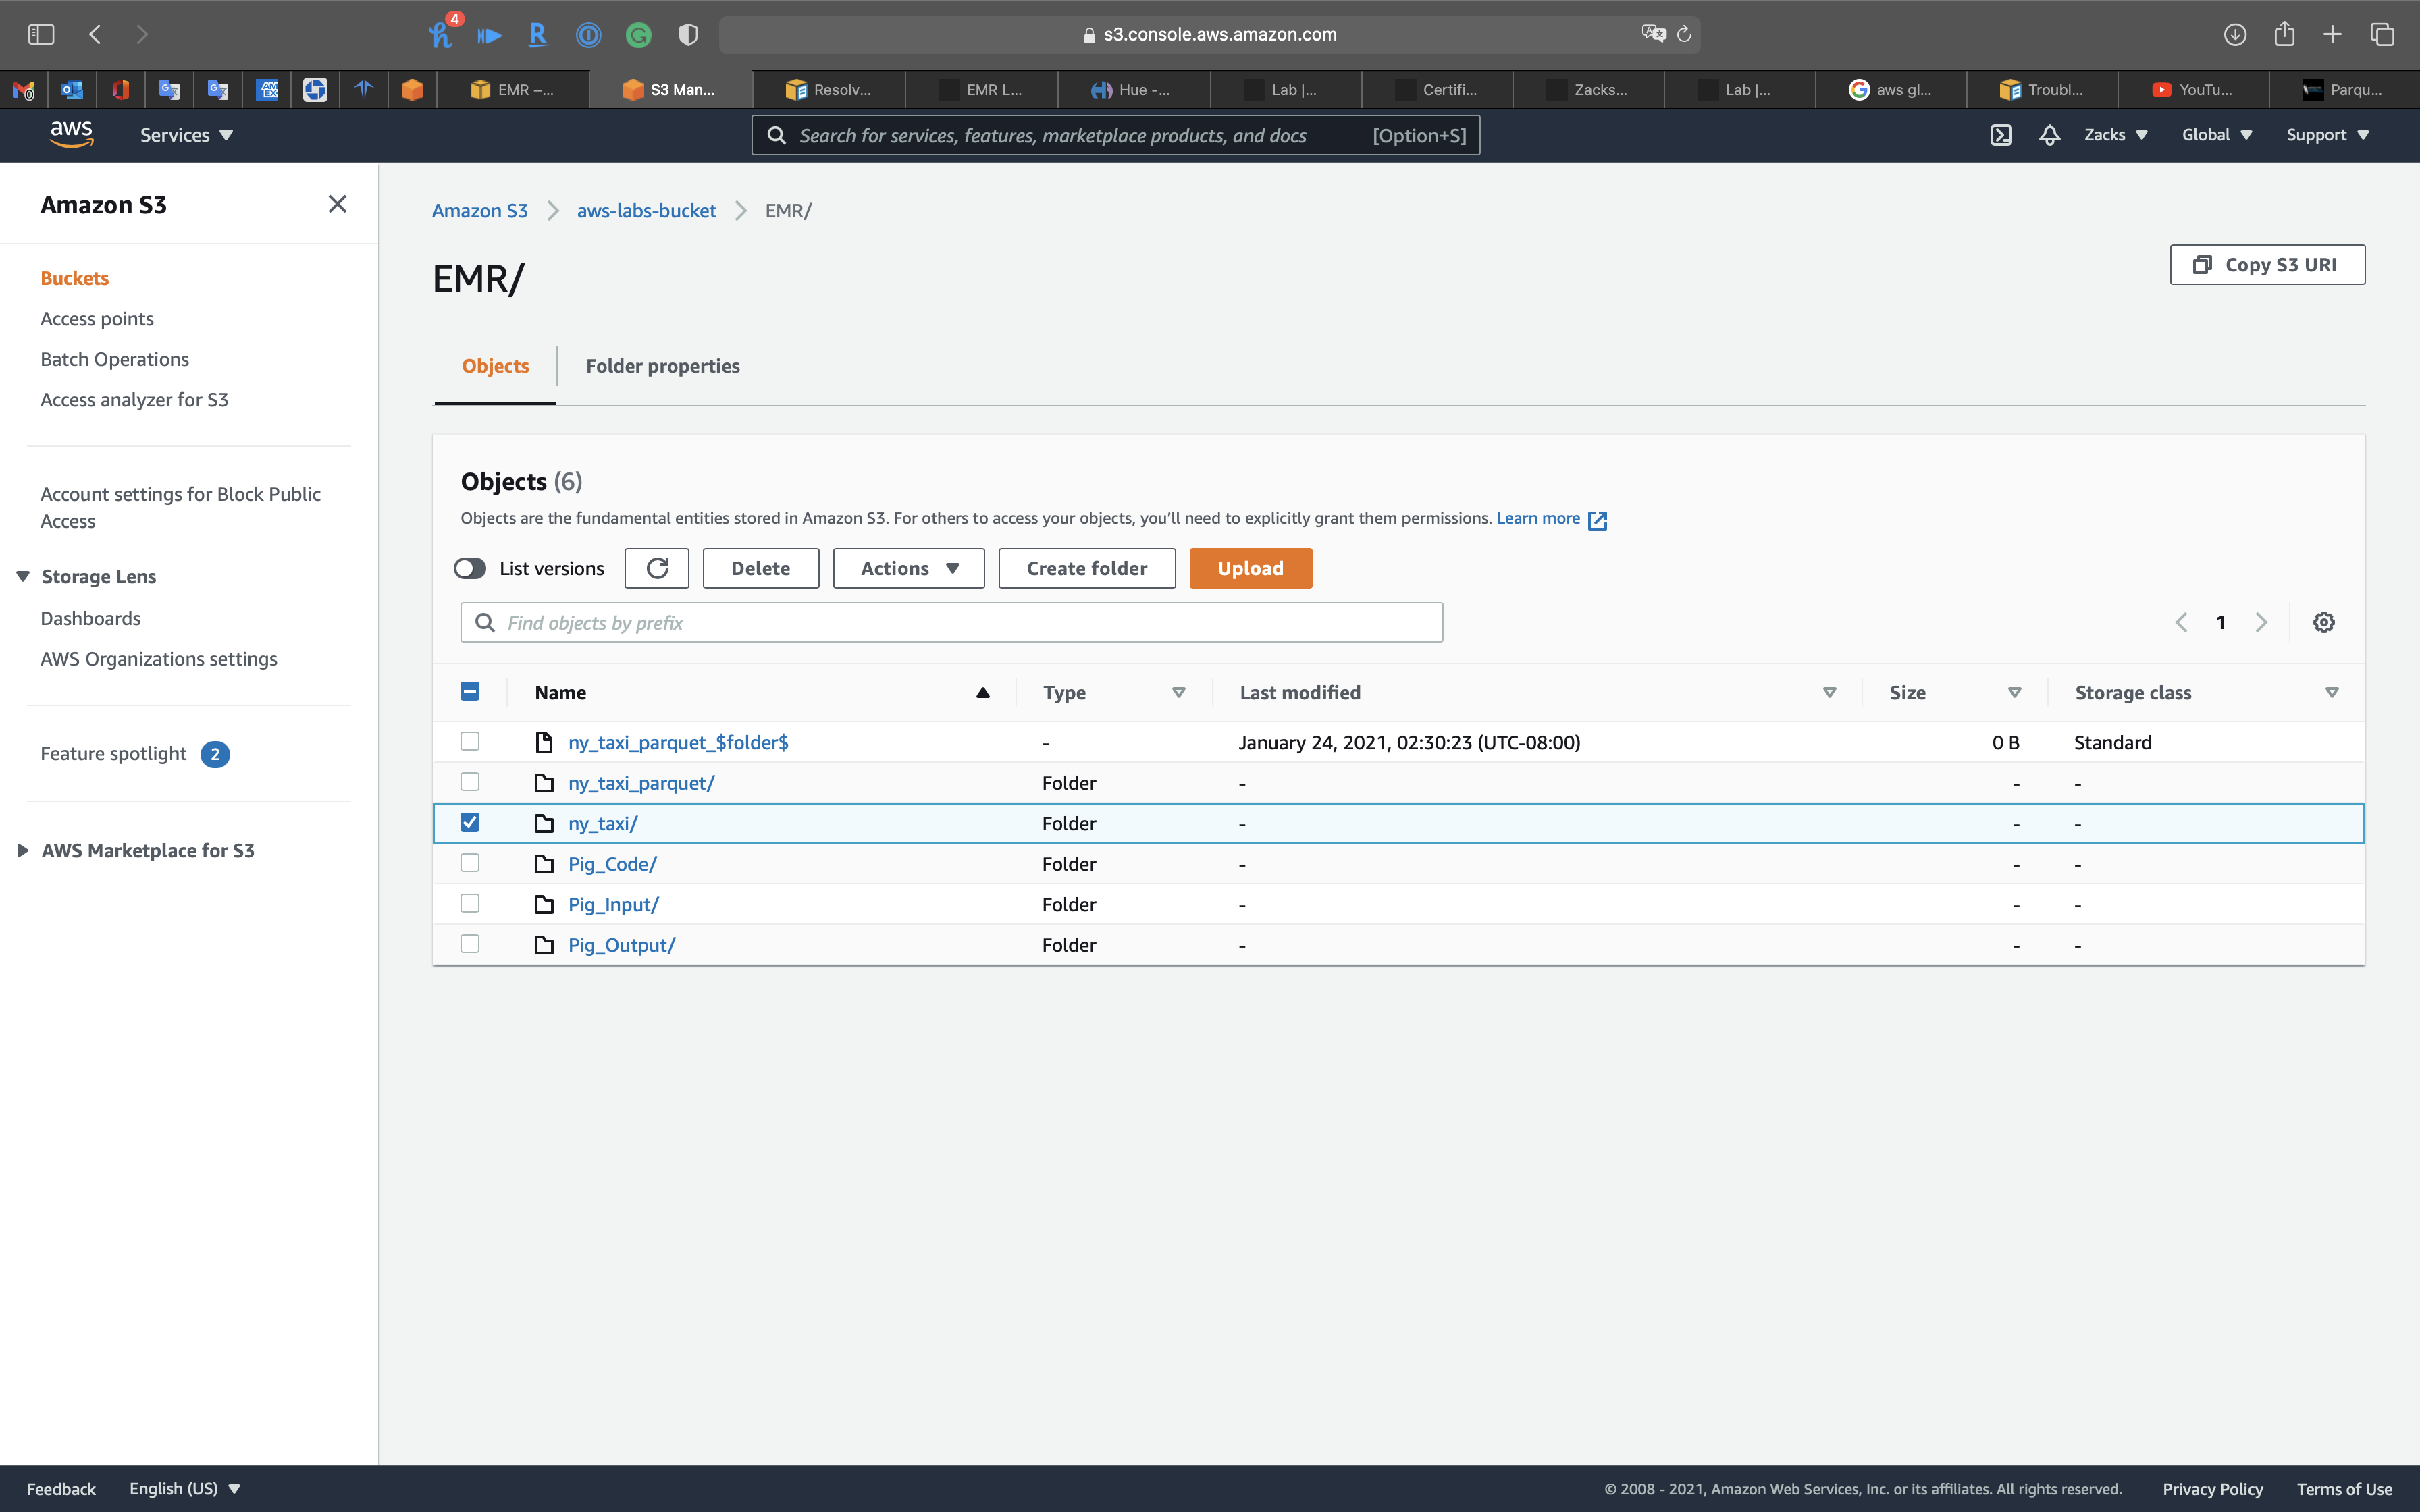 4
s3.console.aws.amazon.com
EMR –...
S3 Man...
Resolv...
EMR L...
Hue -...
Lab |...
Certifi...
Zacks...
Lab |...
aws gl...
Troubl...
YouTu...
Parqu...
aws
Services
Search for services, features, marketplace products, and docs [Option+S]
Zacks
Global
Support
Amazon S3
Buckets
Access points
Batch Operations
Access analyzer for S3
Account settings for Block Public
Access
Storage Lens
Dashboards
AWS Organizations settings
Feature spotlight 2
AWS Marketplace for S3
Amazon S3 > aws-labs-bucket > EMR/
EMR/
Copy S3 URI
Objects
Folder properties
Objects (6)
Objects are the fundamental entities stored in Amazon S3. For others to access your objects, you’ll need to explicitly grant them permissions. Learn more
List versions
Delete
Actions
Create folder
Upload
Find objects by prefix
1
Name Type Last modified Size Storage class
ny_taxi_parquet_$folder$ - January 24, 2021, 02:30:23 (UTC-08:00) 0 B Standard
ny_taxi_parquet/ Folder - - -
ny_taxi/ Folder - - -
Pig_Code/ Folder - - -
Pig_Input/ Folder - - -
Pig_Output/ Folder - - -
Feedback
English (US)
© 2008 - 2021, Amazon Web Services, Inc. or its affiliates. All rights reserved.
Privacy Policy
Terms of Use